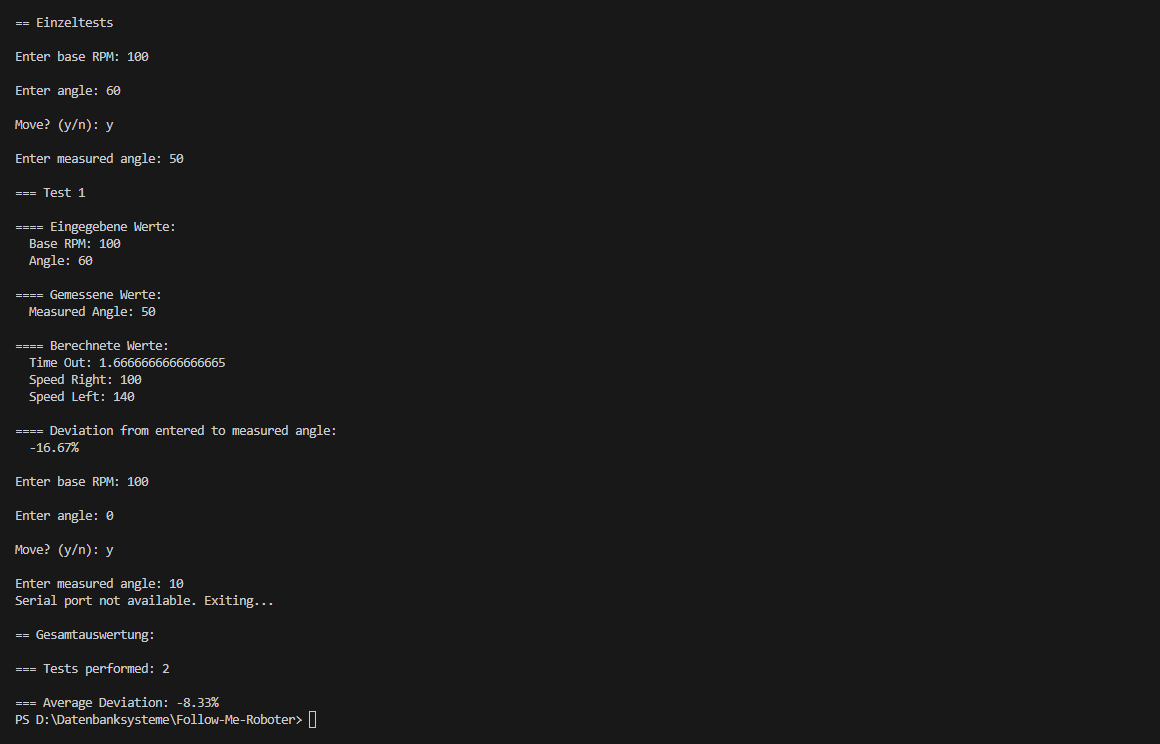 == Einzeltests
Enter base RPM: 100
Enter angle: 60
Move? (y/n): y
Enter measured angle: 50
=== Test 1
==== Eingegebene Werte:
Base RPM: 100
Angle: 60
==== Gemessene Werte:
Measured Angle: 50
==== Berechnete Werte:
Time Out: 1.6666666666666665
Speed Right: 100
Speed Left: 140
==== Deviation from entered to measured angle:
-16.67%
Enter base RPM: 100
Enter angle: 0
Move? (y/n): y
Enter measured angle: 10
Serial port not available. Exiting...
== Gesamtauswertung:
=== Tests performed: 2
=== Average Deviation: -8.33%
PS D:\Datenbanksysteme\Follow-Me-Roboter>